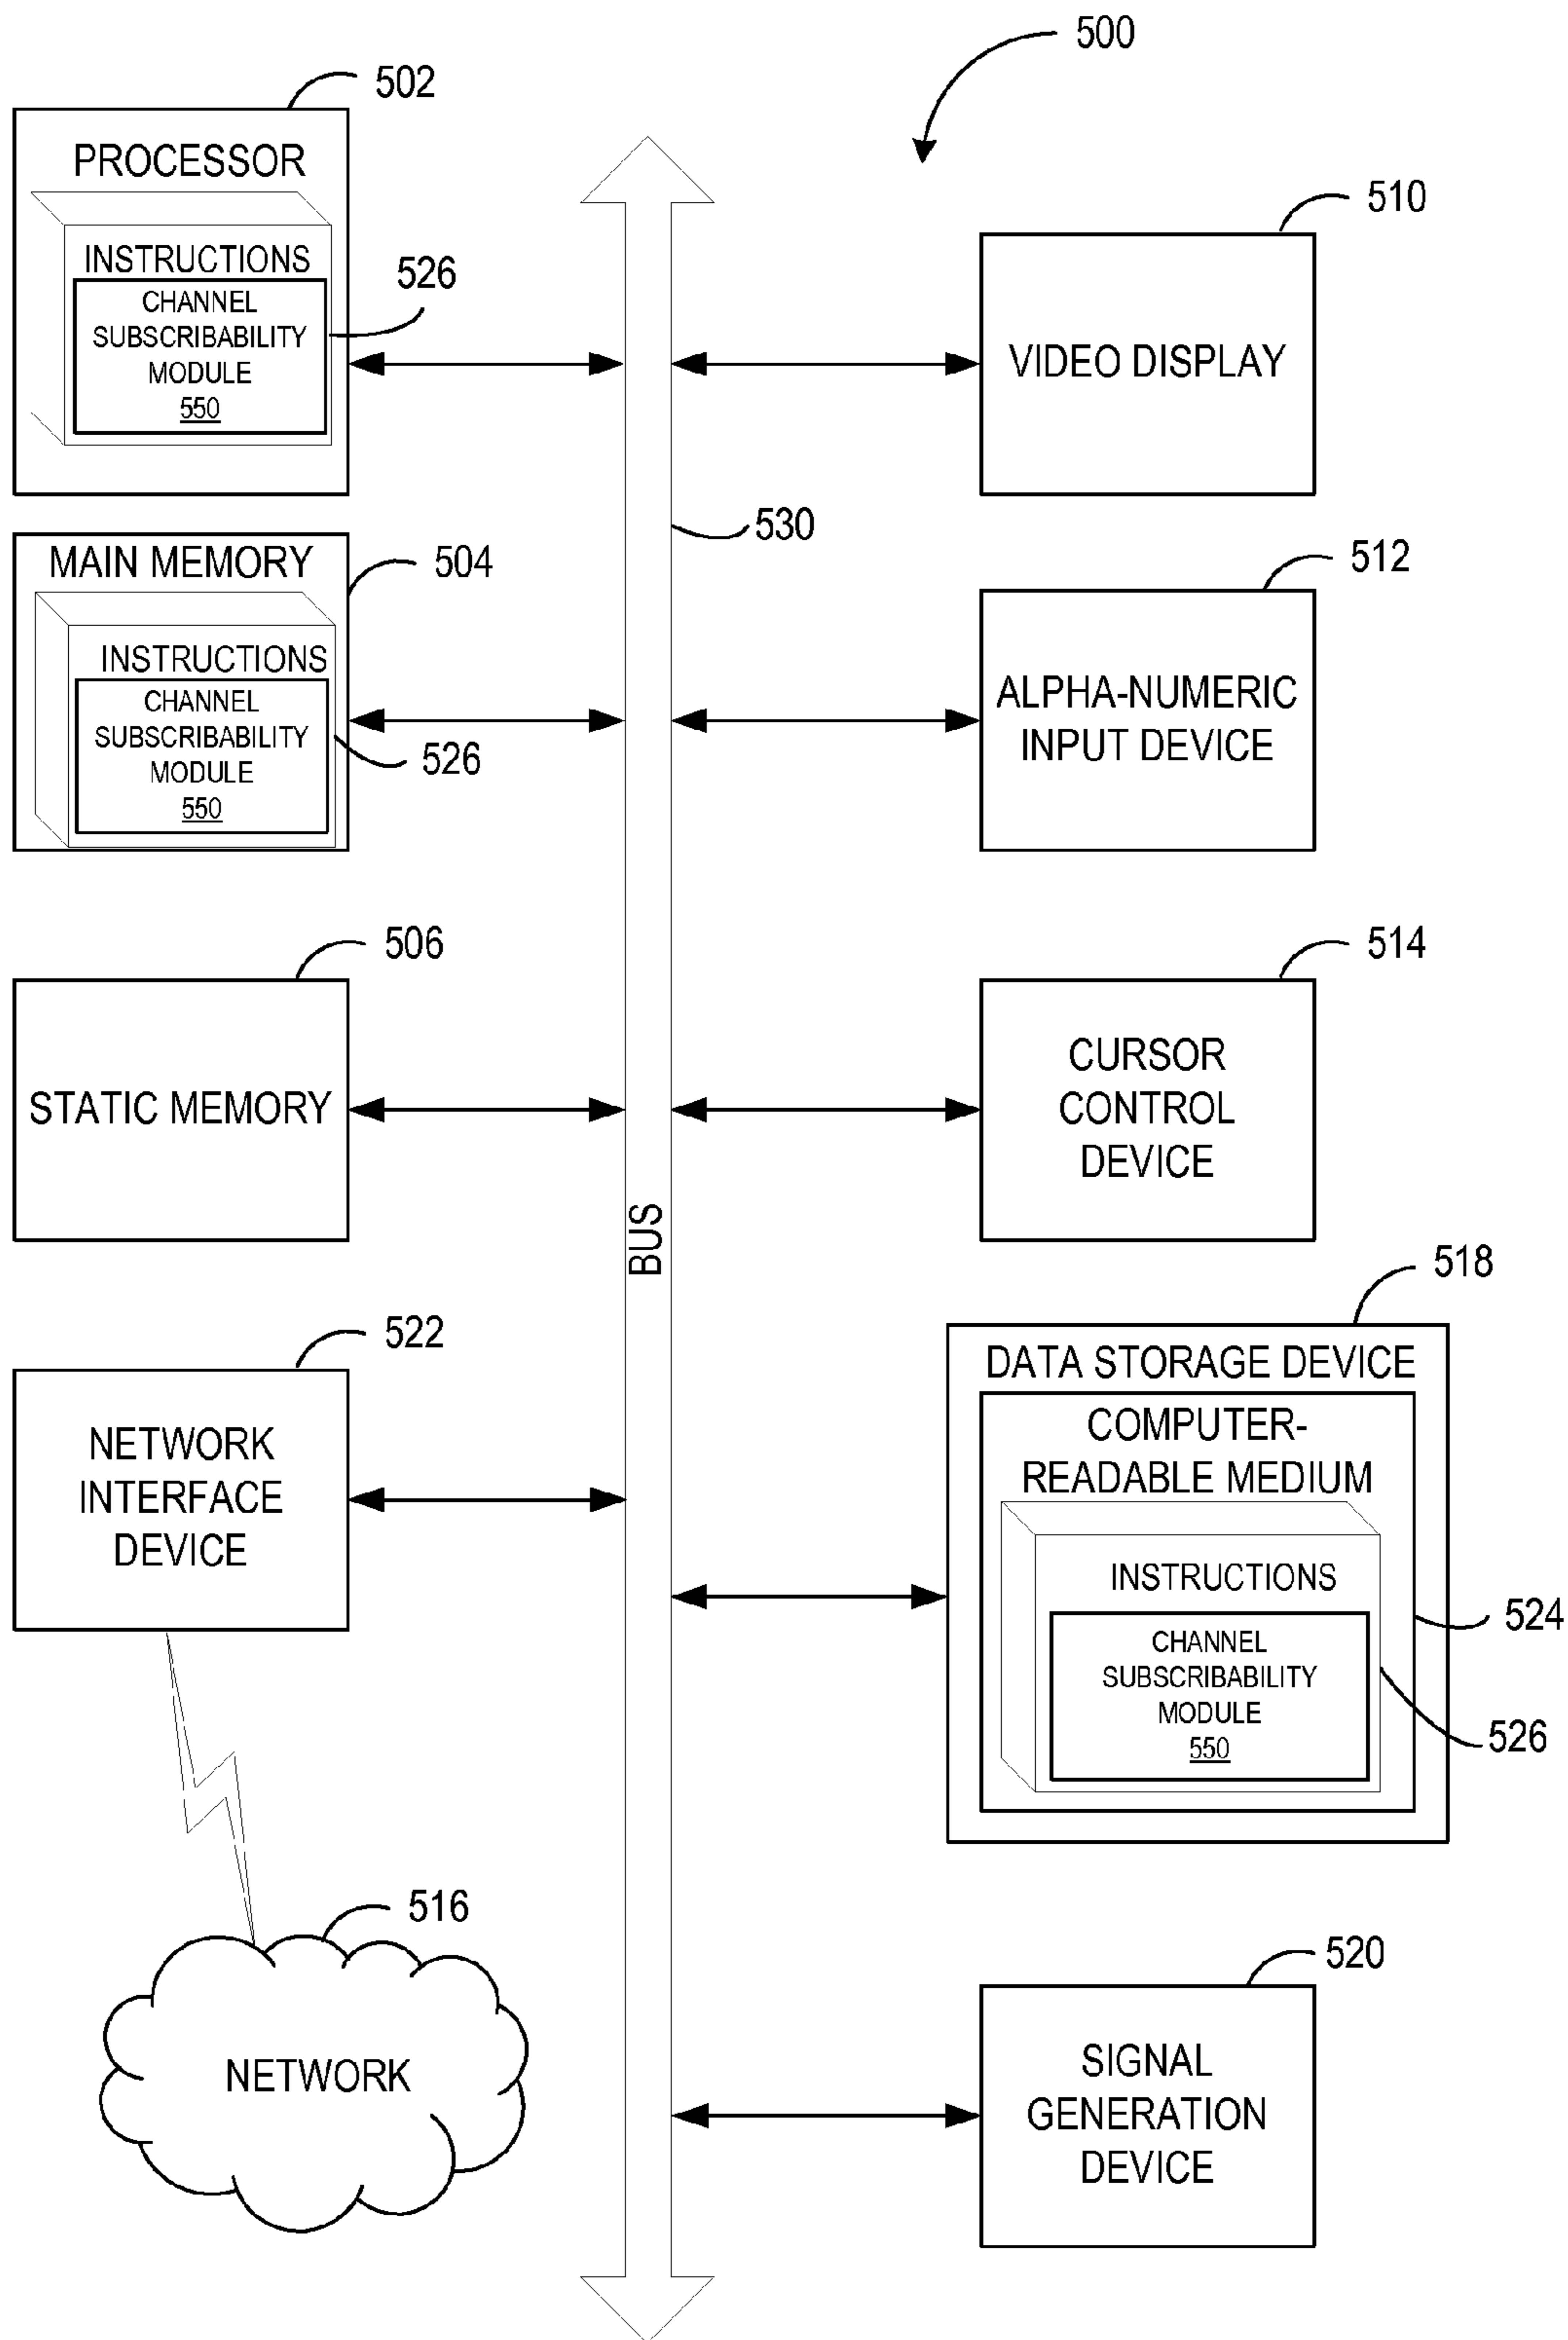 500
502
PROCESSOR
INSTRUCTIONS
CHANNEL
SUBSCRIBABILITY
MODULE
550
526
510
VIDEO DISPLAY
530
MAIN MEMORY
504
INSTRUCTIONS
CHANNEL
SUBSCRIBABILITY
MODULE
550
526
512
ALPHA-NUMERIC
INPUT DEVICE
506
STATIC MEMORY
514
CURSOR
CONTROL
DEVICE
BUS
522
NETWORK
INTERFACE
DEVICE
518
DATA STORAGE DEVICE
COMPUTER-
READABLE MEDIUM
INSTRUCTIONS
CHANNEL
SUBSCRIBABILITY
MODULE
550
524
526
516
NETWORK
520
SIGNAL
GENERATION
DEVICE